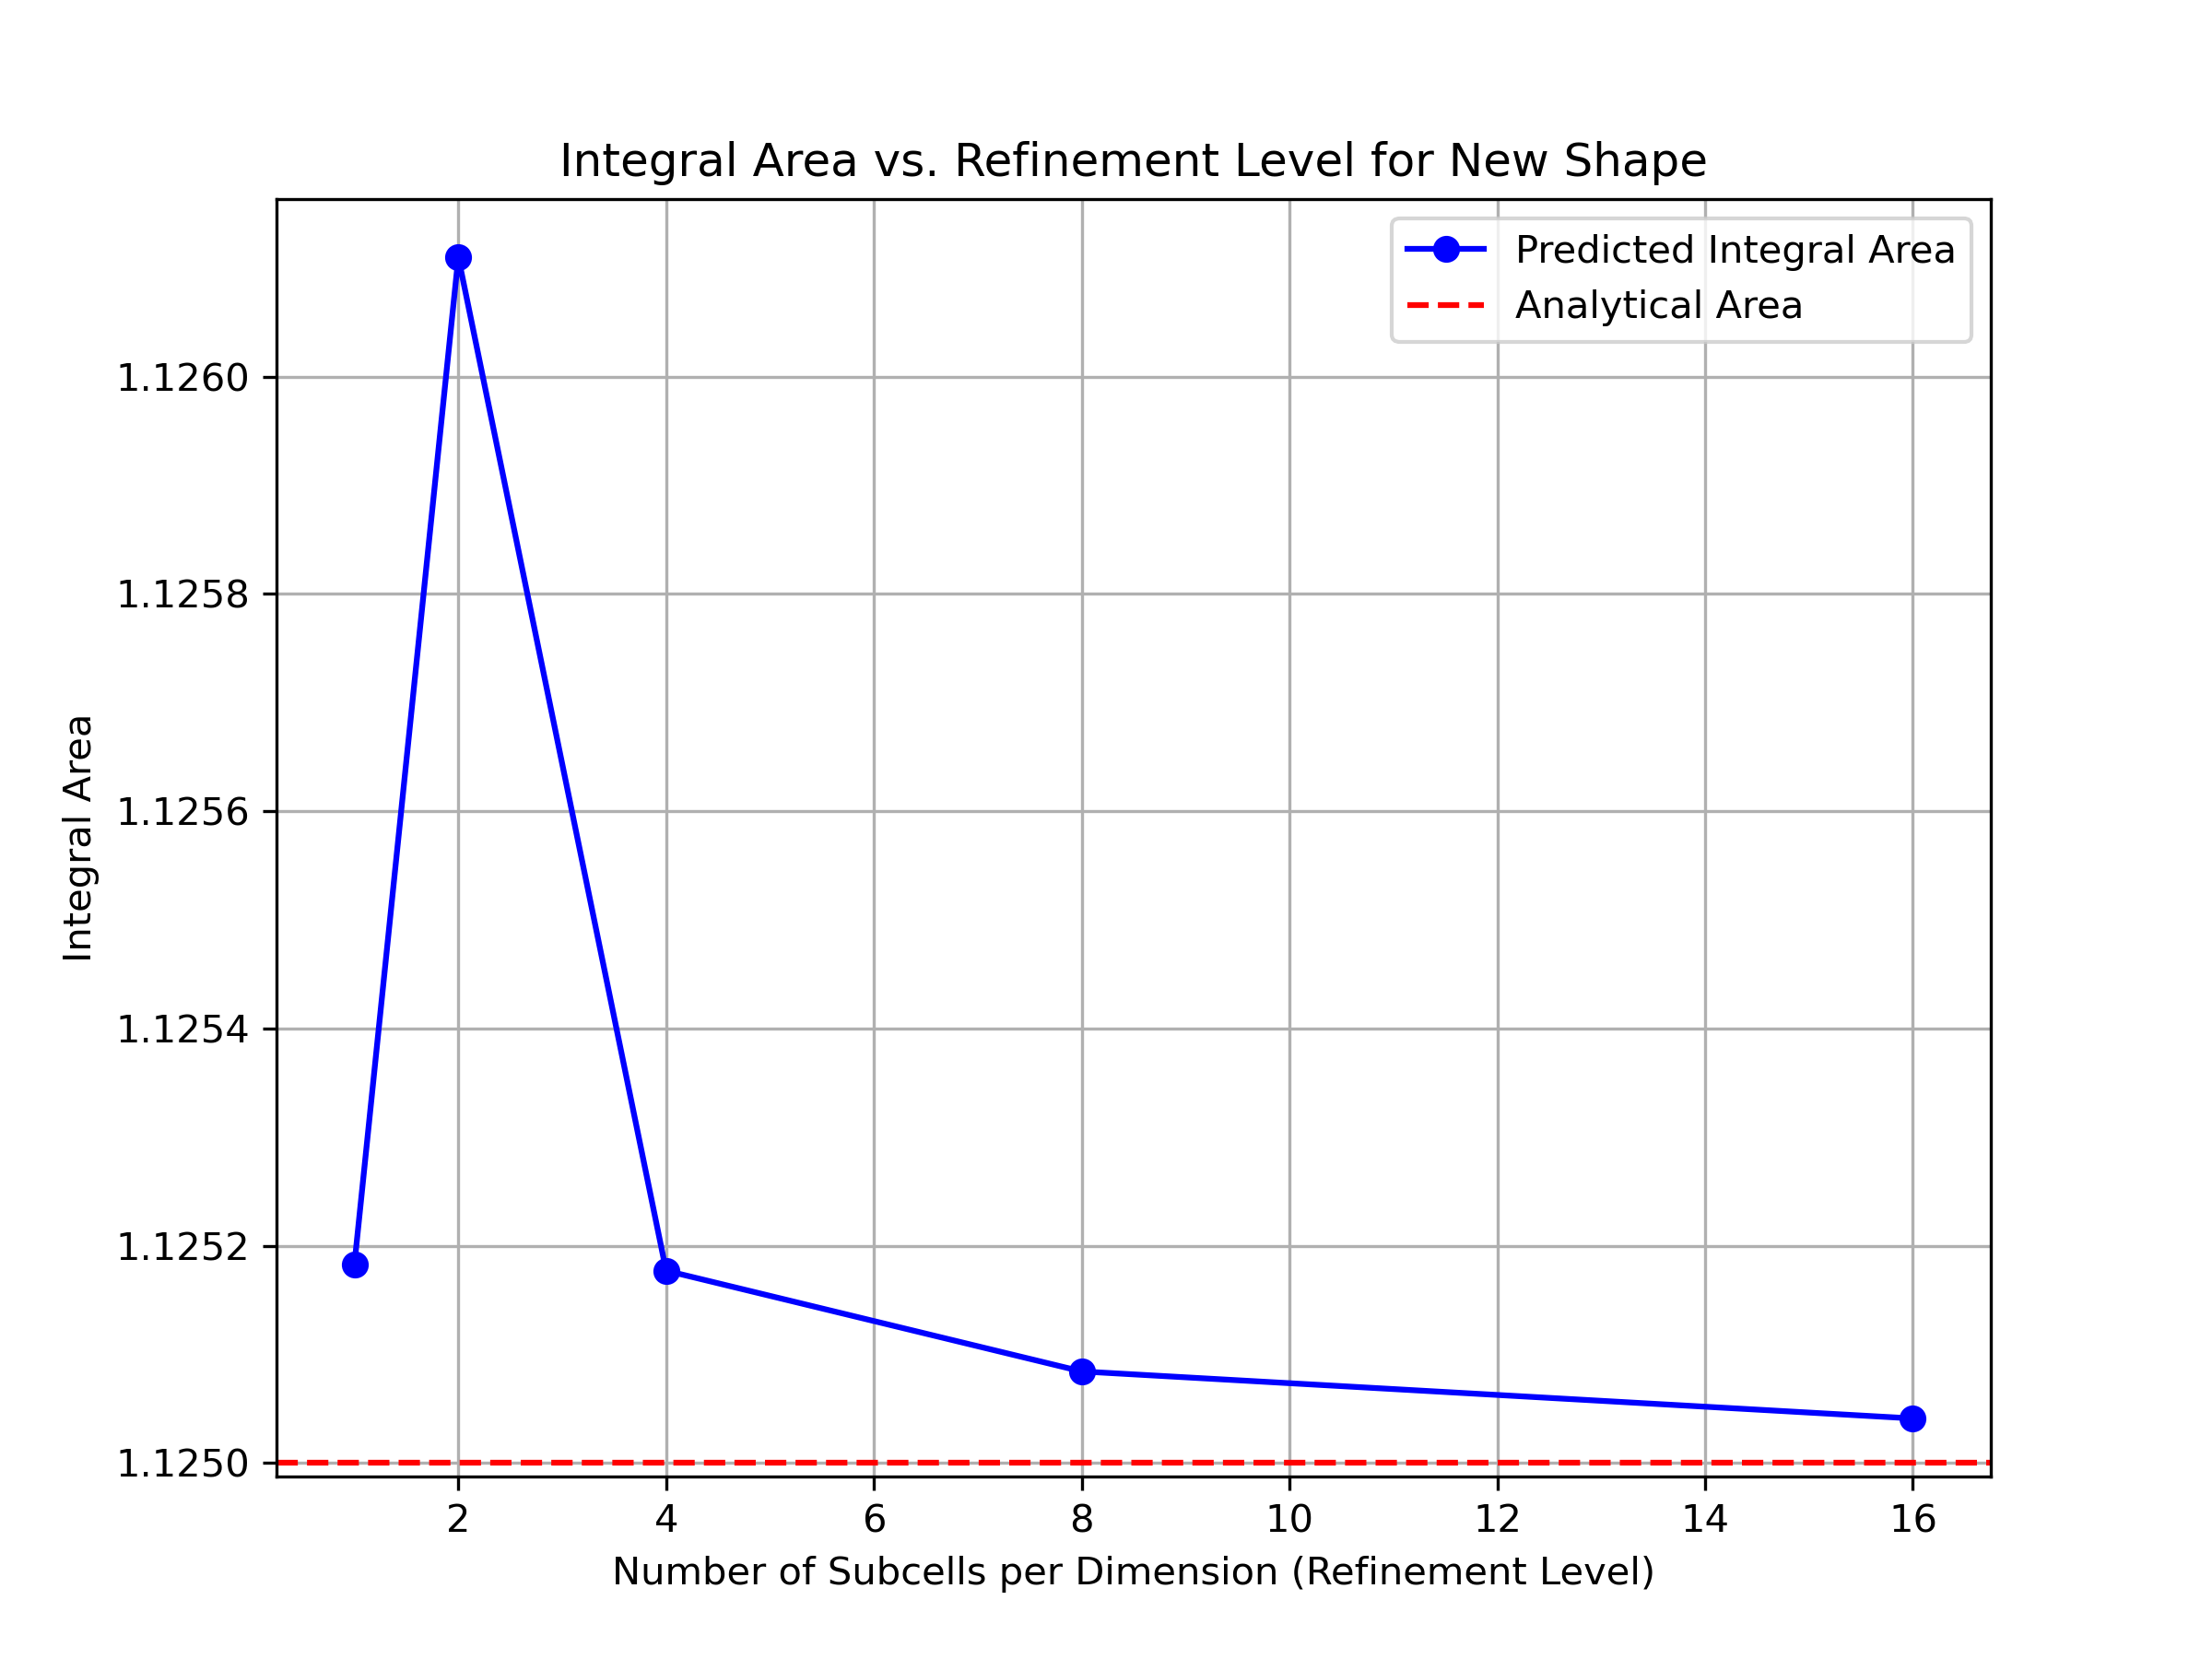 Integral Area vs. Refinement Level for New Shape
Predicted Integral Area
Analytical Area
Integral Area
1.1260
1.1258
1.1256
1.1254
1.1252
1.1250
2 4 6 8 10 12 14 16
Number of Subcells per Dimension (Refinement Level)